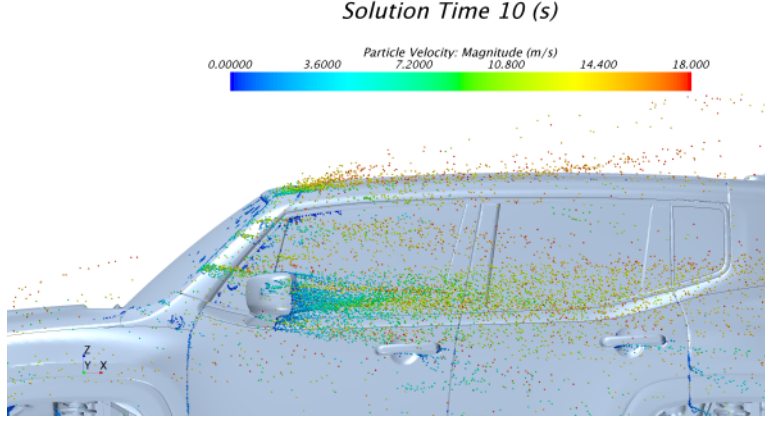 Solution Time 10 (s)
Particle Velocity: Magnitude (m/s)
0.00000 3.6000 7.2000 10.800 14.400 18.000
Z
Y X